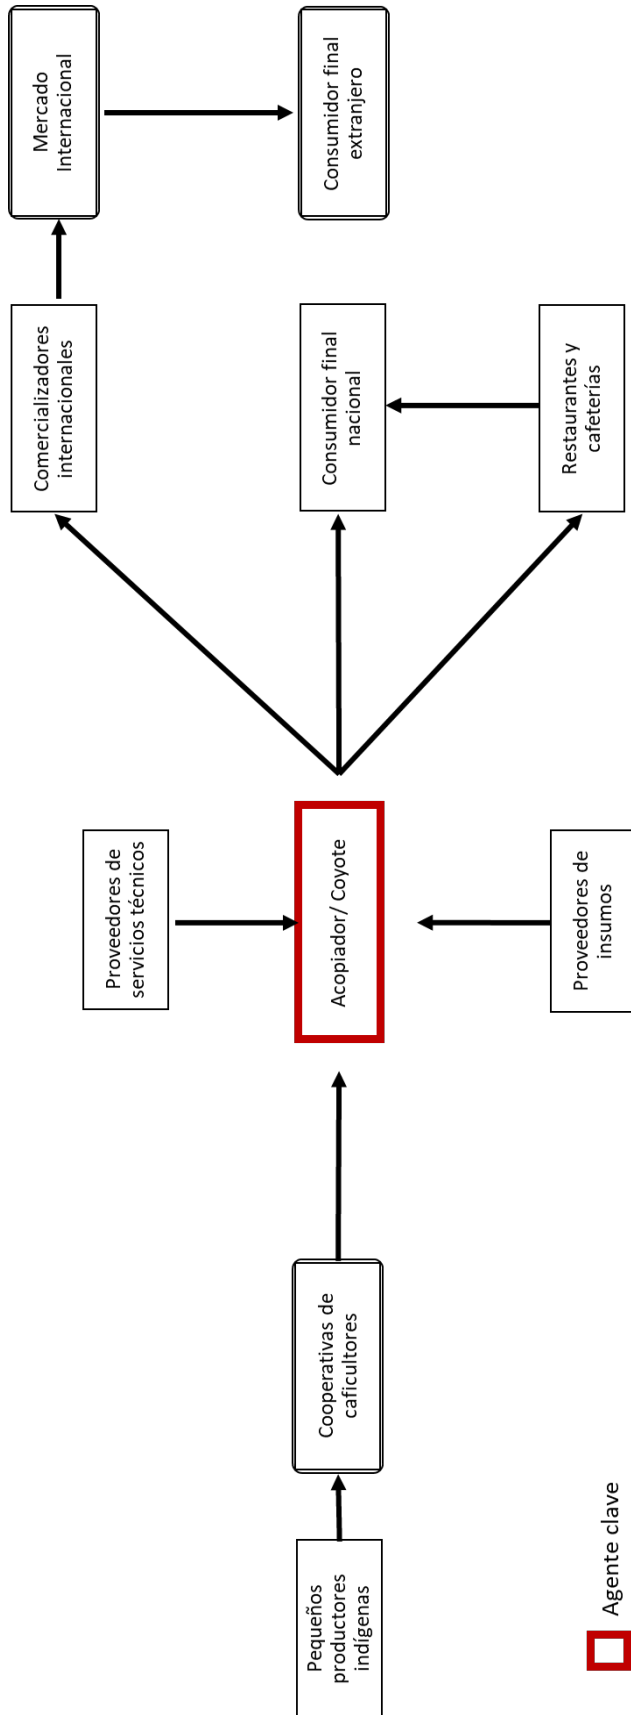 Pequeños
productores
indígenas
Cooperativas de
caficultores
Proveedores de
servicios técnicos
Acopiador/ Coyote
Proveedores de
insumos
Comercializadores
internacionales
Consumidor final
nacional
Restaurantes y
cafeterías
Mercado
Internacional
Consumidor final
extranjero
Agente clave